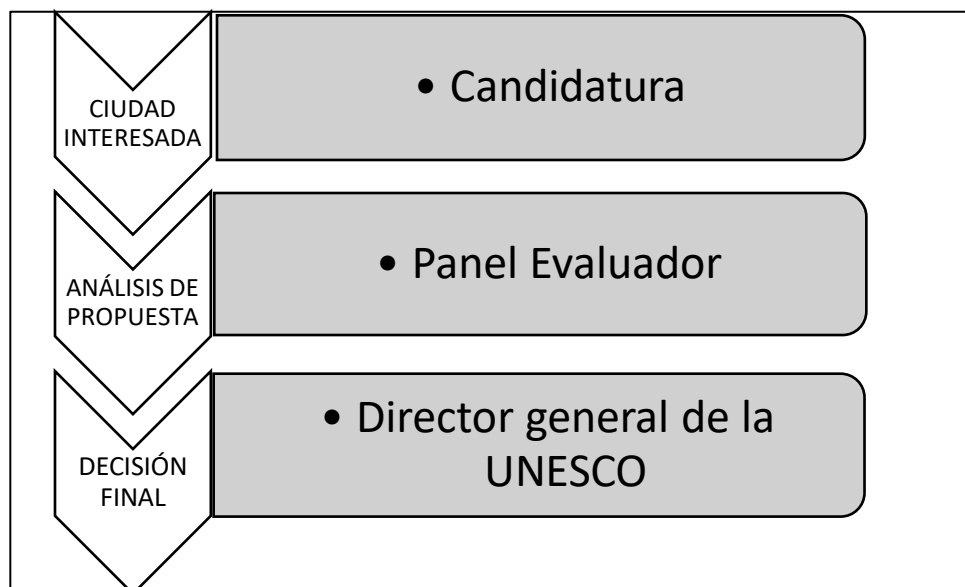 CIUDAD
INTERESADA
• Candidatura
ANÁLISIS DE
PROPUESTA
• Panel Evaluador
DECISIÓN
FINAL
• Director general de la
UNESCO